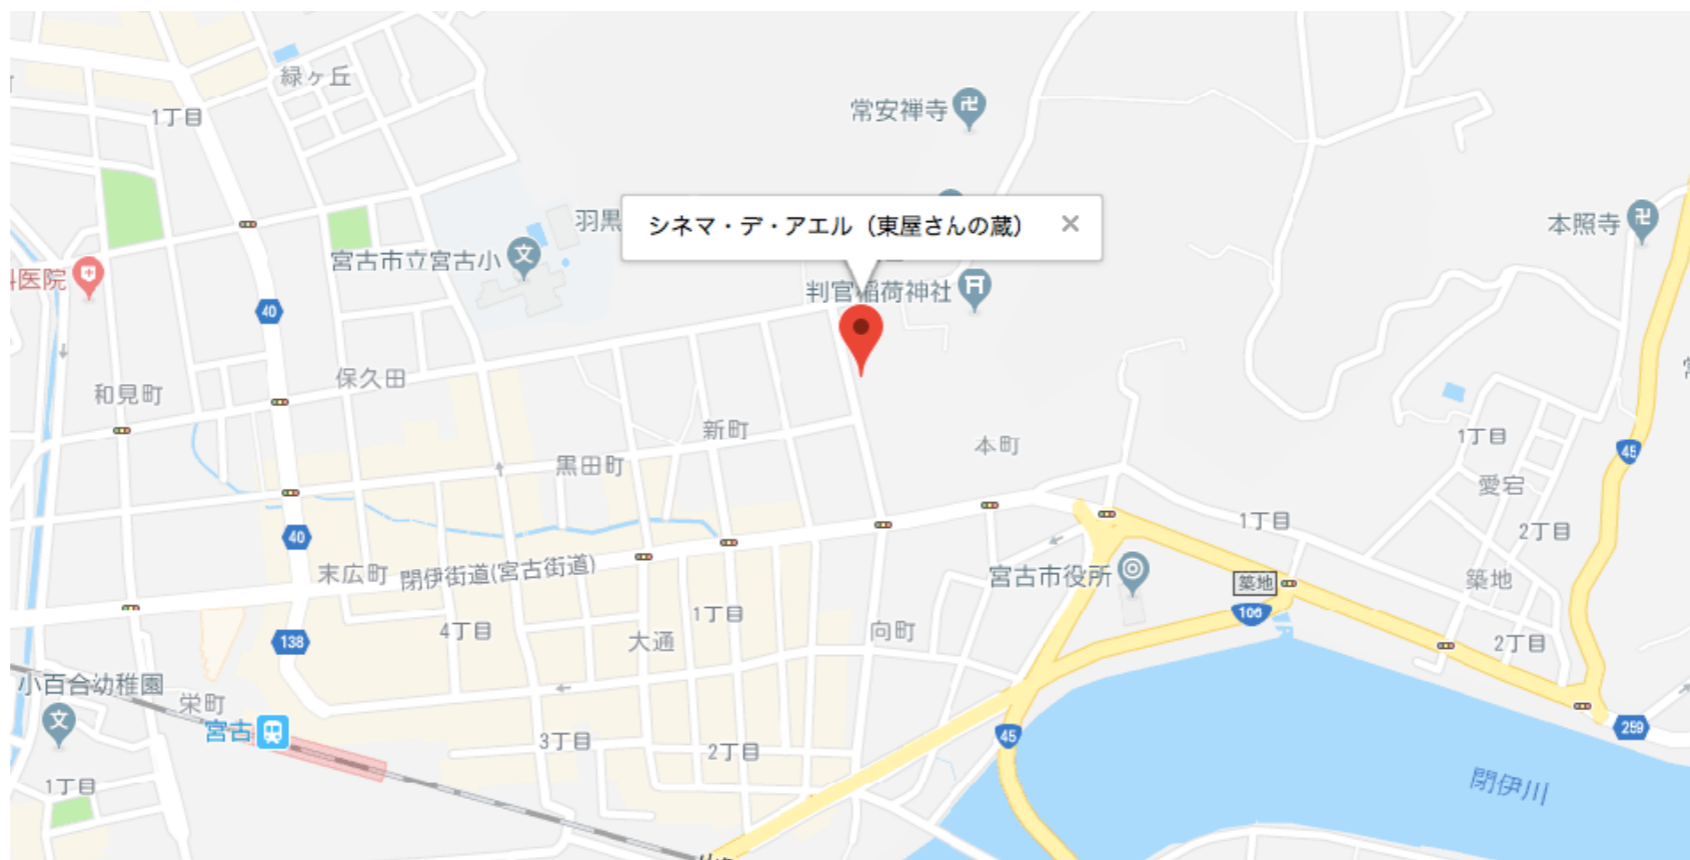 緑ヶ丘
1丁目
常安禅寺
シネマ・デ・アエル（東屋さんの蔵）
羽黒
本照寺
宮古市立宮古小
医院
判官稲荷神社
40
和見町
保久田
新町
本町
1丁目
45
黒田町
愛宕
1丁目
2丁目
40
末広町
閉伊街道(宮古街道)
宮古市役所
築地
築地
106
1丁目
138
4丁目
大通
向町
2丁目
小百合幼稚園
栄町
宮古
3丁目
2丁目
45
259
1丁目
閉伊川